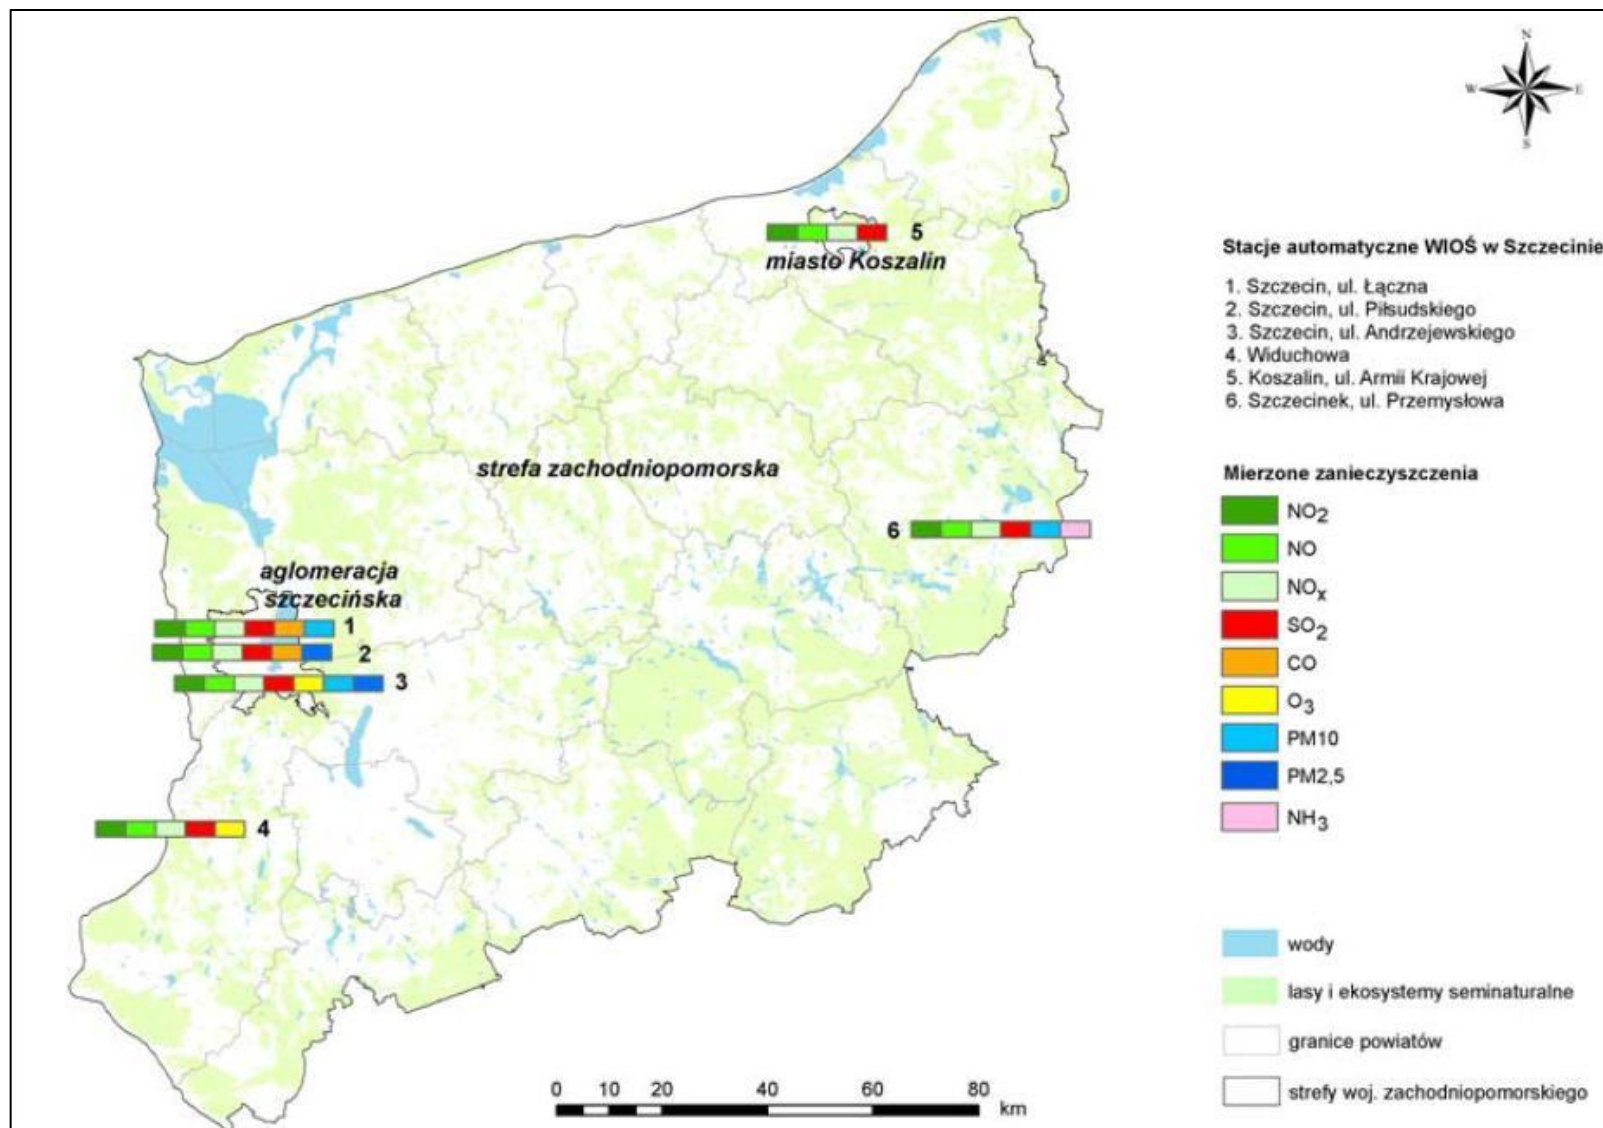 N
W
E
S
5
miasto Koszalin
strefa zachodniopomorska
6
aglomeracja
szczecińska
1
2
3
4
Stacje automatyczne WIOŚ w Szczecinie
1. Szczecin, ul. Łączna
2. Szczecin, ul. Piłsudskiego
3. Szczecin, ul. Andrzejewskiego
4. Widuchowa
5. Koszalin, ul. Armii Krajowej
6. Szczecinek, ul. Przemysłowa
Mierzone zanieczyszczenia
NO2
NO
NOx
SO2
CO
O3
PM10
PM2,5
NH3
wody
lasy i ekosystemy seminaturalne
granice powiatów
strefy woj. zachodniopomorskiego
0 10 20 40 60 80
km